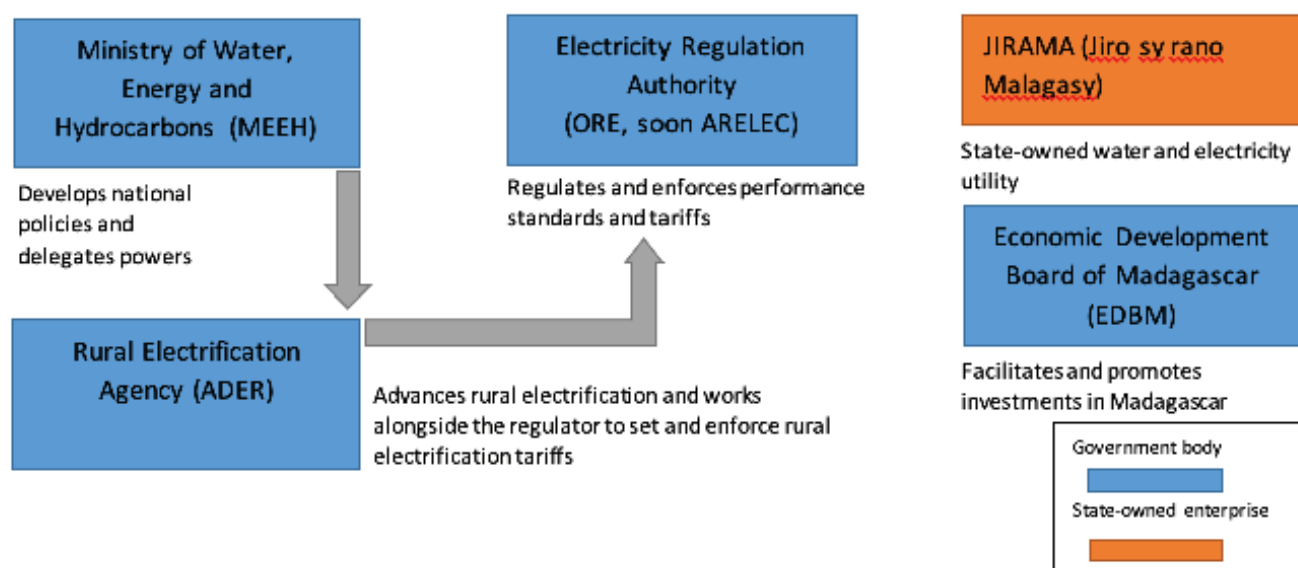 Ministry of Water,
Energy and
Hydrocarbons (MEEH)
Develops national
policies and
delegates powers
Electricity Regulation
Authority
(ORE, soon ARELEC)
Regulates and enforces performance
standards and tariffs
Rural Electrification
Agency (ADER)
Advances rural electrification and works
alongside the regulator to set and enforce rural
electrification tariffs
JIRAMA (Jiro sy rano
Malagasy)
State-owned water and electricity
utility
Economic Development
Board of Madagascar
(EDBM)
Facilitates and promotes
investments in Madagascar
Government body
State-owned enterprise